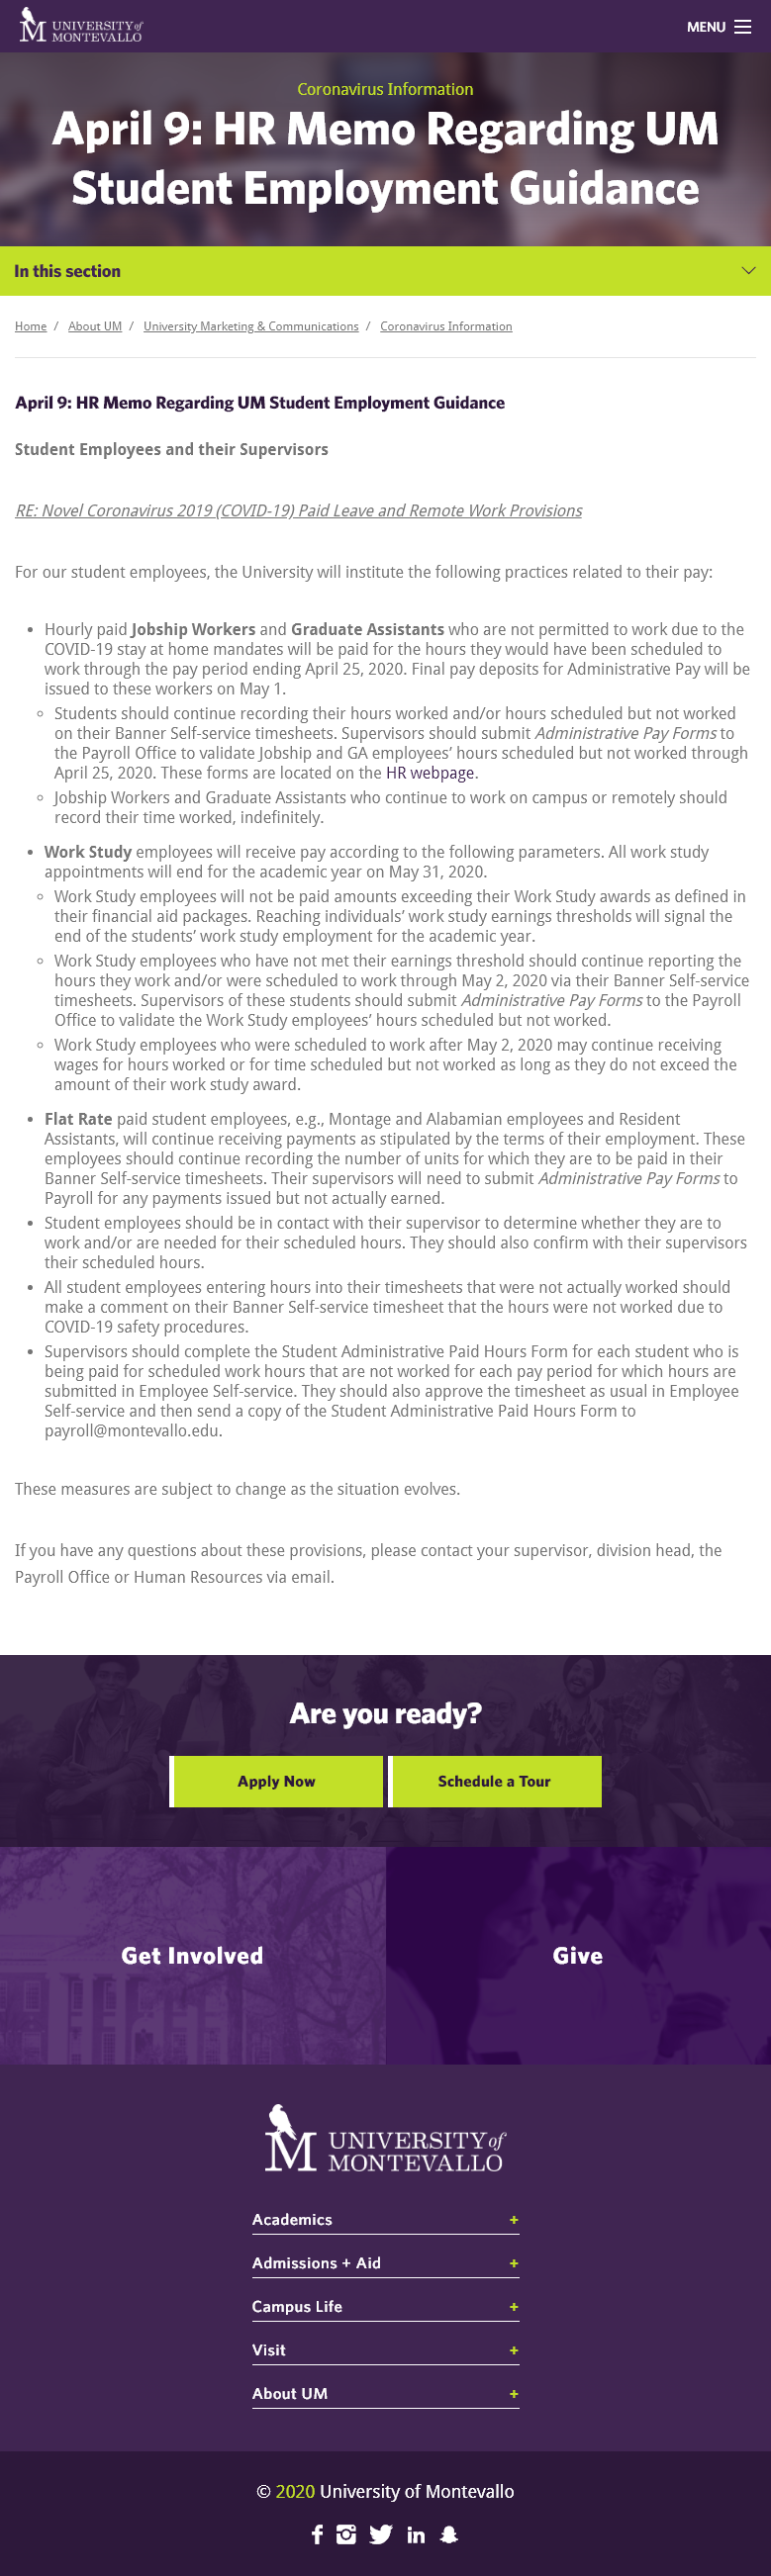 UNIVERSITY of
MONTEVALLO
MENU
Coronavirus Information
April 9: HR Memo Regarding UM
Student Employment Guidance
In this section
Home / About UM / University Marketing & Communications / Coronavirus Information
April 9: HR Memo Regarding UM Student Employment Guidance
Student Employees and their Supervisors
RE: Novel Coronavirus 2019 (COVID-19) Paid Leave and Remote Work Provisions
For our student employees, the University will institute the following practices related to their pay:
• Hourly paid Jobship Workers and Graduate Assistants who are not permitted to work due to the
COVID-19 stay at home mandates will be paid for the hours they would have been scheduled to
work through the pay period ending April 25, 2020. Final pay deposits for Administrative Pay will be
issued to these workers on May 1.
◦ Students should continue recording their hours worked and/or hours scheduled but not worked
on their Banner Self-service timesheets. Supervisors should submit Administrative Pay Forms to
the Payroll Office to validate Jobship and GA employees’ hours scheduled but not worked through
April 25, 2020. These forms are located on the HR webpage.
◦ Jobship Workers and Graduate Assistants who continue to work on campus or remotely should
record their time worked, indefinitely.
• Work Study employees will receive pay according to the following parameters. All work study
appointments will end for the academic year on May 31, 2020.
◦ Work Study employees will not be paid amounts exceeding their Work Study awards as defined in
their financial aid packages. Reaching individuals’ work study earnings thresholds will signal the
end of the students’ work study employment for the academic year.
◦ Work Study employees who have not met their earnings threshold should continue reporting the
hours they work and/or were scheduled to work through May 2, 2020 via their Banner Self-service
timesheets. Supervisors of these students should submit Administrative Pay Forms to the Payroll
Office to validate the Work Study employees’ hours scheduled but not worked.
◦ Work Study employees who were scheduled to work after May 2, 2020 may continue receiving
wages for hours worked or for time scheduled but not worked as long as they do not exceed the
amount of their work study award.
• Flat Rate paid student employees, e.g., Montage and Alabamian employees and Resident
Assistants, will continue receiving payments as stipulated by the terms of their employment. These
employees should continue recording the number of units for which they are to be paid in their
Banner Self-service timesheets. Their supervisors will need to submit Administrative Pay Forms to
Payroll for any payments issued but not actually earned.
• Student employees should be in contact with their supervisor to determine whether they are to
work and/or are needed for their scheduled hours. They should also confirm with their supervisors
their scheduled hours.
• All student employees entering hours into their timesheets that were not actually worked should
make a comment on their Banner Self-service timesheet that the hours were not worked due to
COVID-19 safety procedures.
• Supervisors should complete the Student Administrative Paid Hours Form for each student who is
being paid for scheduled work hours that are not worked for each pay period for which hours are
submitted in Employee Self-service. They should also approve the timesheet as usual in Employee
Self-service and then send a copy of the Student Administrative Paid Hours Form to
payroll@montevallo.edu.
These measures are subject to change as the situation evolves.
If you have any questions about these provisions, please contact your supervisor, division head, the
Payroll Office or Human Resources via email.
Are you ready?
Apply Now
Schedule a Tour
Get Involved
Give
UNIVERSITY of
MONTEVALLO
Academics +
Admissions + Aid +
Campus Life +
Visit +
About UM +
© 2020 University of Montevallo